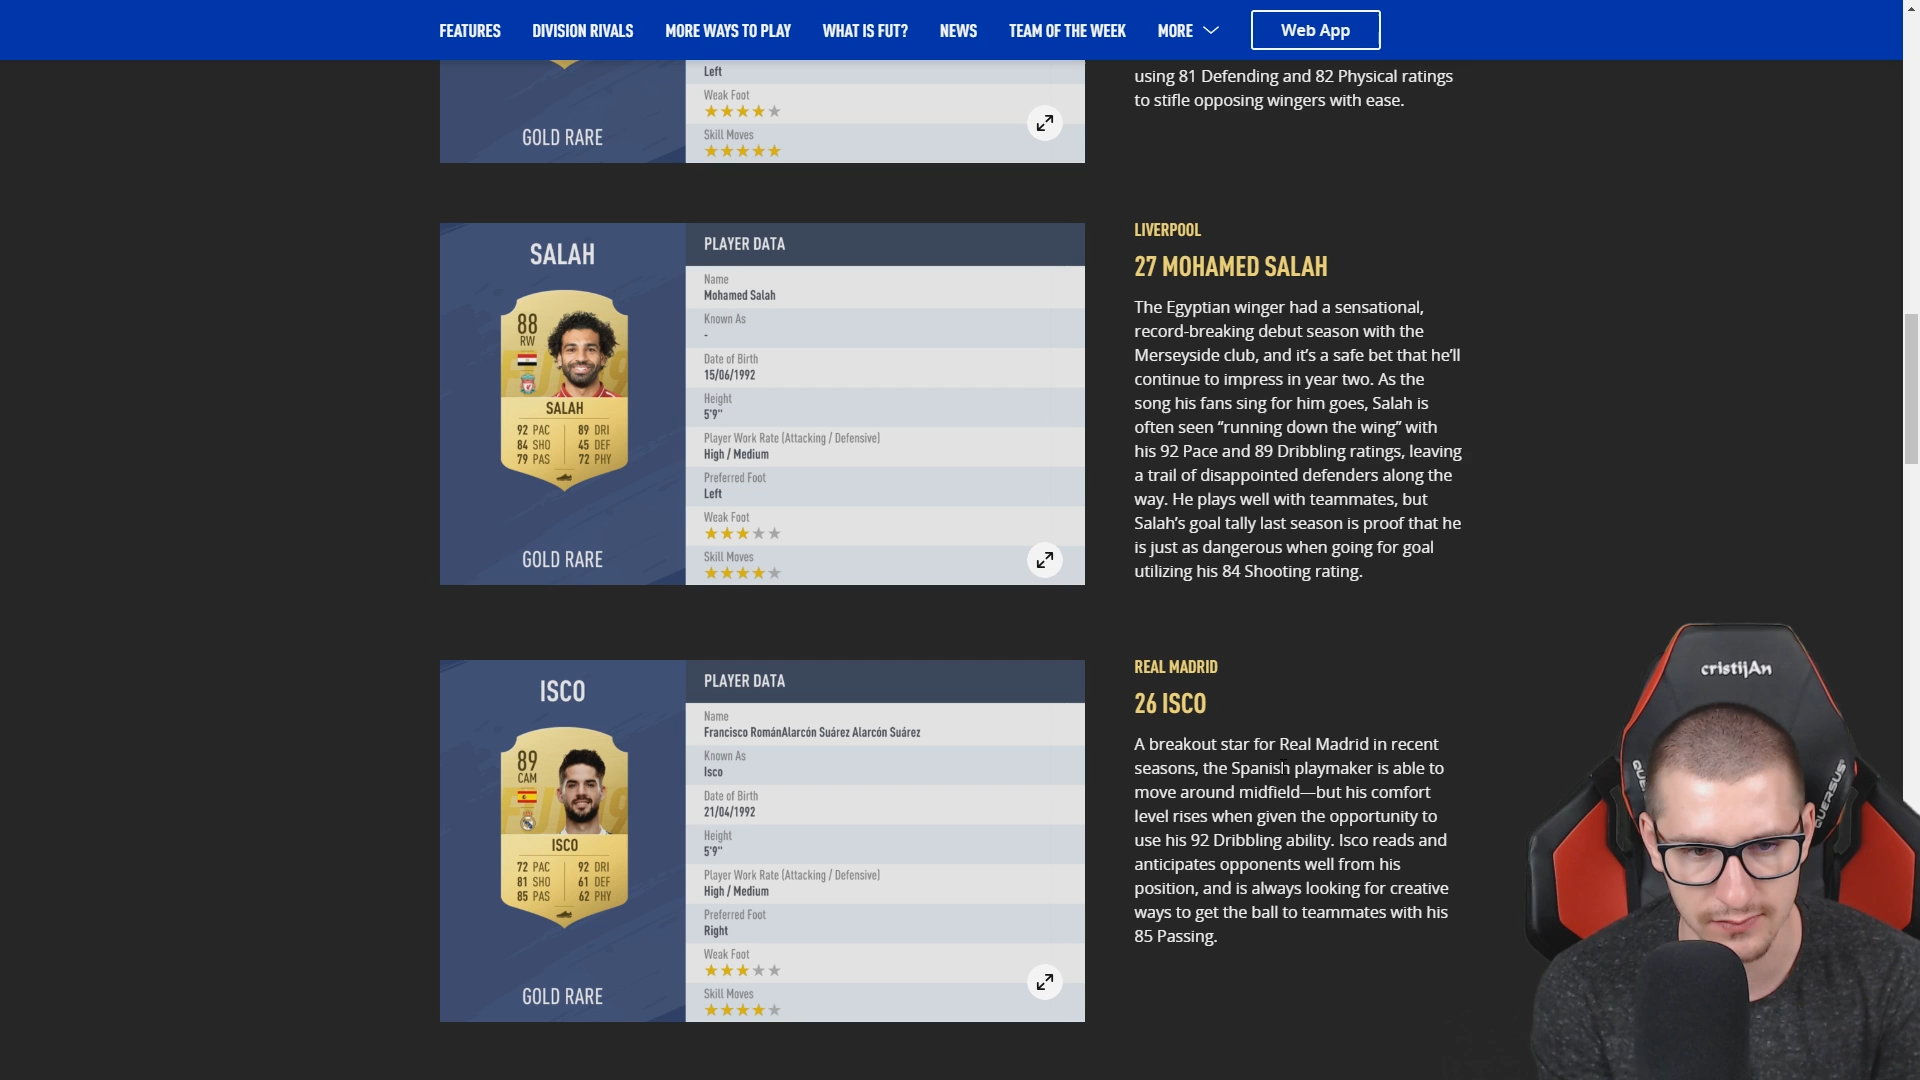 FEATURES
DIVISION RIVALS
MORE WAYS TO PLAY
WHAT IS FUT?
NEWS
TEAM OF THE WEEK
MORE
Web App
Left
Weak Foot
Skill Moves
GOLD RARE
using 81 Defending and 82 Physical ratings
to stifle opposing wingers with ease.
SALAH
88
RW
SALAH
92 PAC 89 DRI
84 SHO 45 DEF
79 PAS 72 PHY
GOLD RARE
PLAYER DATA
Name
Mohamed Salah
Known As
-
Date of Birth
15/06/1992
Height
5'9"
Player Work Rate (Attacking / Defensive)
High / Medium
Preferred Foot
Left
Weak Foot
Skill Moves
LIVERPOOL
27 MOHAMED SALAH
The Egyptian winger had a sensational,
record-breaking debut season with the
Merseyside club, and it’s a safe bet that he’ll
continue to impress in year two. As the
song his fans sing for him goes, Salah is
often seen “running down the wing” with
his 92 Pace and 89 Dribbling ratings, leaving
a trail of disappointed defenders along the
way. He plays well with teammates, but
Salah’s goal tally last season is proof that he
is just as dangerous when going for goal
utilizing his 84 Shooting rating.
ISCO
89
CAM
ISCO
72 PAC 92 DRI
81 SHO 61 DEF
85 PAS 62 PHY
GOLD RARE
PLAYER DATA
Name
Francisco RománAlarcón Suárez Alarcón Suárez
Known As
Isco
Date of Birth
21/04/1992
Height
5'9"
Player Work Rate (Attacking / Defensive)
High / Medium
Preferred Foot
Right
Weak Foot
Skill Moves
REAL MADRID
26 ISCO
A breakout star for Real Madrid in recent
seasons, the Spanish playmaker is able to
move around midfield—but his comfort
level rises when given the opportunity to
use his 92 Dribbling ability. Isco reads and
anticipates opponents well from his
position, and is always looking for creative
ways to get the ball to teammates with his
85 Passing.
cristijAn
QUERSUS